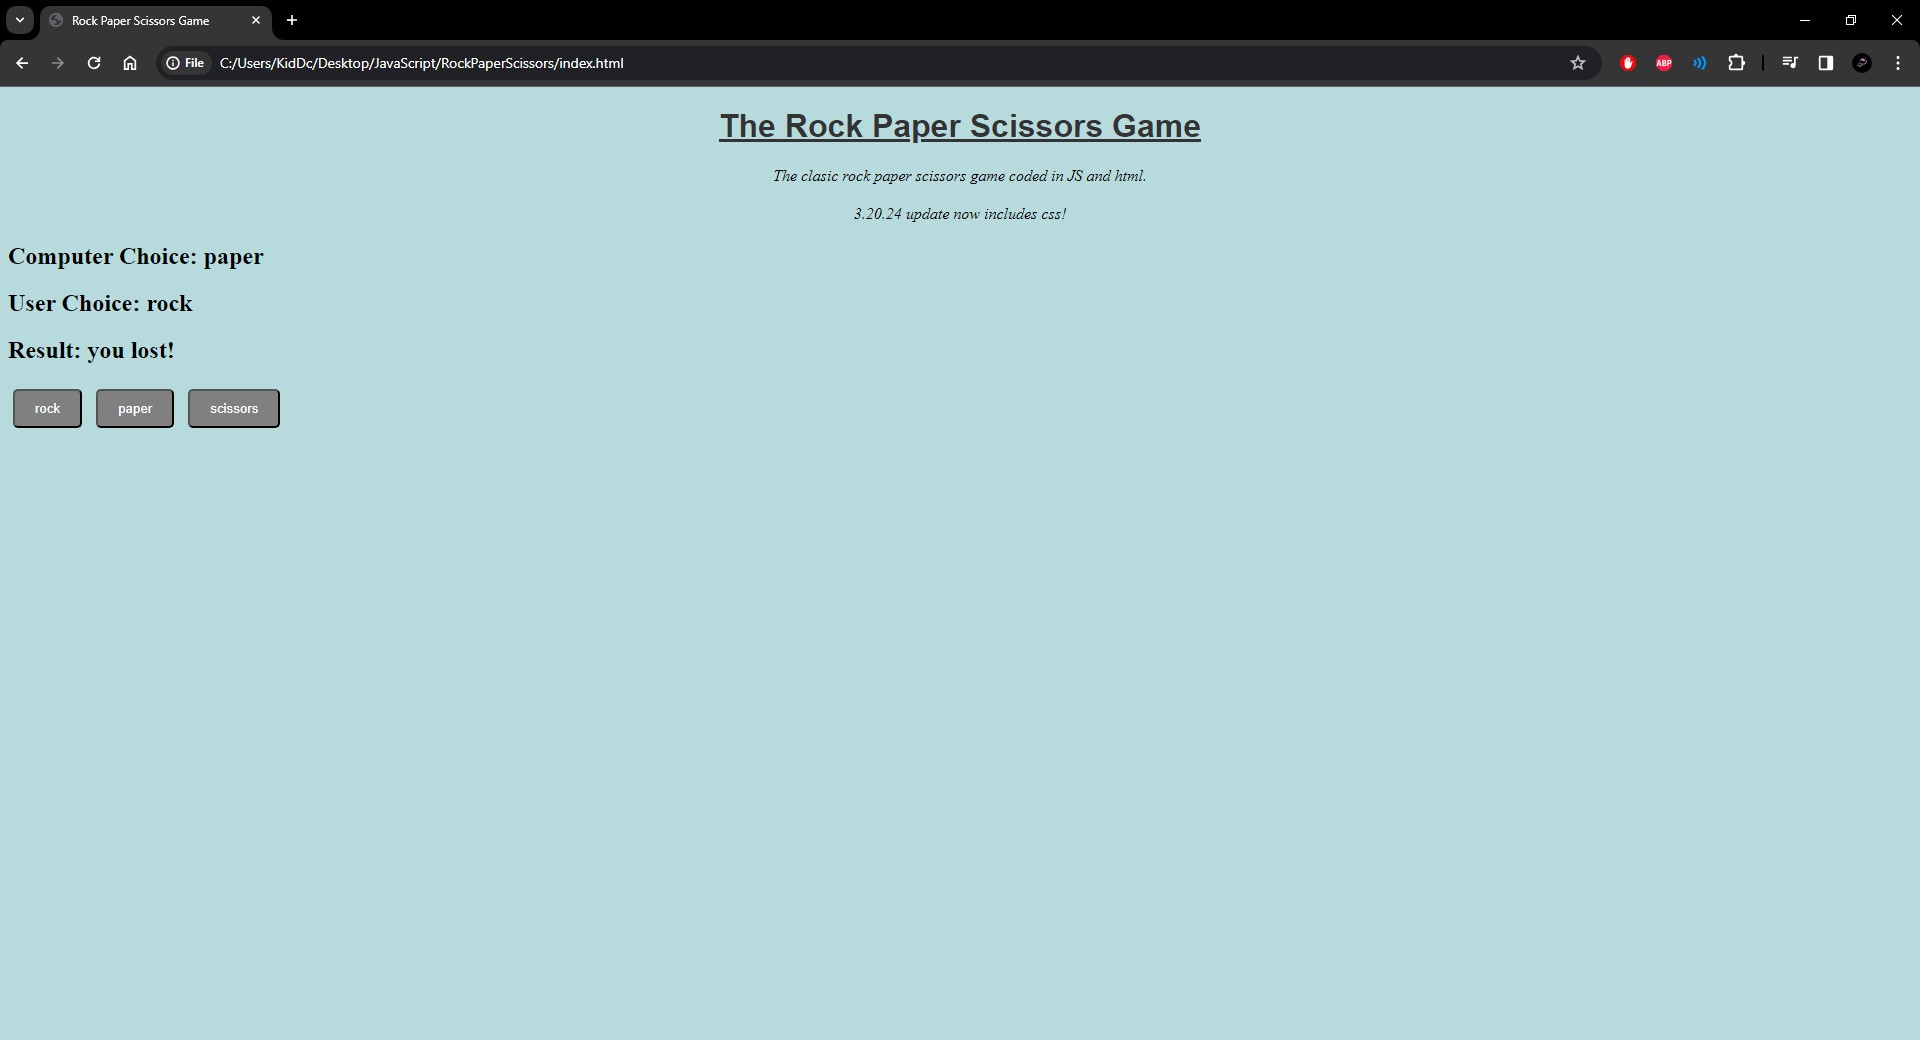 Rock Paper Scissors Game
File C:/Users/KidDc/Desktop/JavaScript/RockPaperScissors/index.html
ABP
The Rock Paper Scissors Game
The clasic rock paper scissors game coded in JS and html.
3.20.24 update now includes css!
Computer Choice: paper
User Choice: rock
Result: you lost!
rock paper scissors